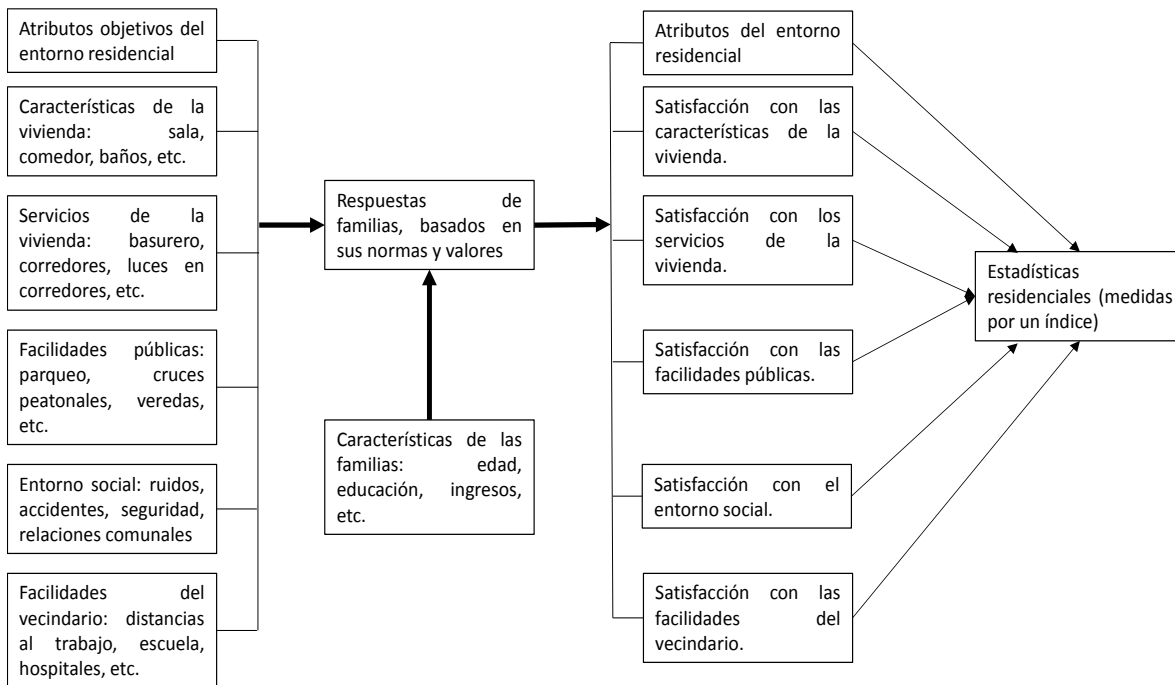 Atributos objetivos del
entorno residencial
Características de la
vivienda: sala,
comedor, baños, etc.
Servicios de la
vivienda: basurero,
corredores, luces en
corredores, etc.
Facilidades públicas:
parqueo, cruces
peatonales, veredas,
etc.
Entorno social: ruidos,
accidentes, seguridad,
relaciones comunales
Facilidades del
vecindario: distancias
al trabajo, escuela,
hospitales, etc.
Respuestas de
familias, basados en
sus normas y valores
Características de las
familias: edad,
educación, ingresos,
etc.
Atributos del entorno
residencial
Satisfacción con las
características de la
vivienda.
Satisfacción con los
servicios de la
vivienda.
Satisfacción con las
facilidades públicas.
Satisfacción con el
entorno social.
Satisfacción con las
facilidades del
vecindario.
Estadísticas
residenciales (medidas
por un índice)